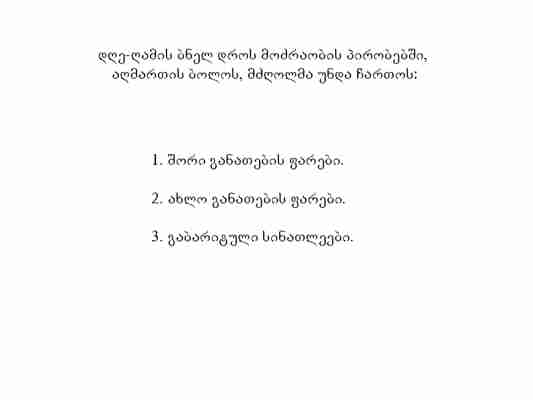 დღე-ღამის ბნელ დროს მოძრაობის პირობებში,
აღმართის ბოლოს, მძღოლმა უნდა ჩართოს:
1. შორი განათების ფარები.
2. ახლო განათების ფარები.
3. გაბარიტული სინათლეები.